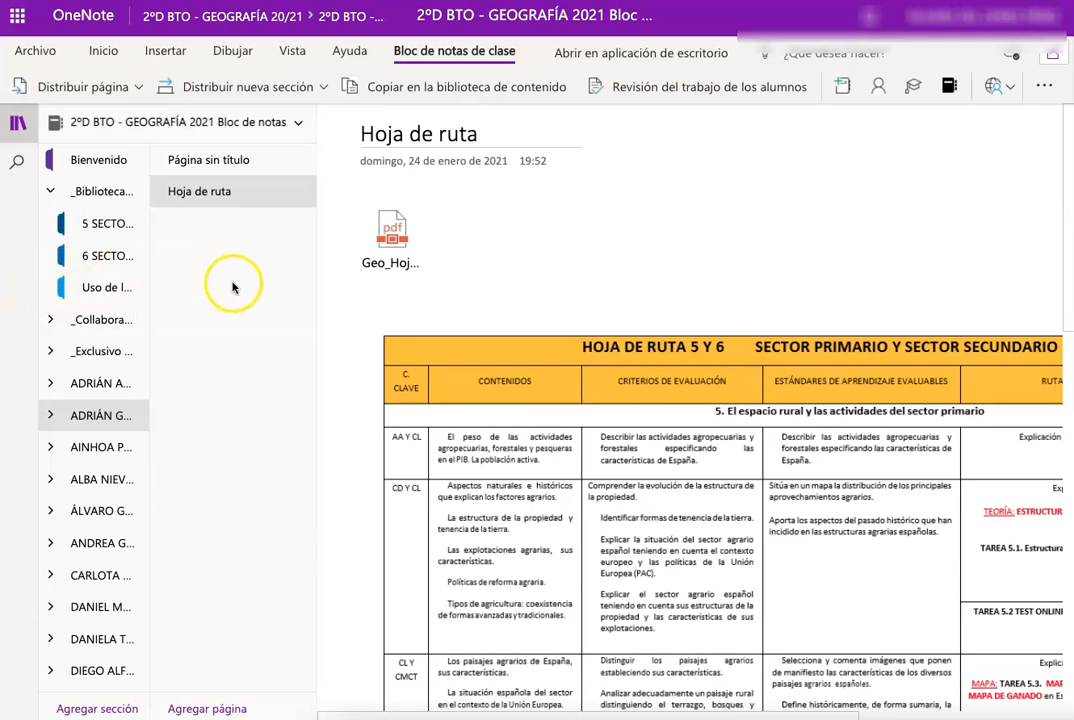 OneNote
2ºD BTO - GEOGRAFÍA 20/21 › 2ºD BTO -...
2ºD BTO - GEOGRAFÍA 2021 Bloc ...
Archivo Inicio Insertar Dibujar Vista Ayuda Bloc de notas de clase Abrir en aplicación de escritorio ¿Qué desea hacer?
Distribuir página Distribuir nueva sección Copiar en la biblioteca de contenido Revisión del trabajo de los alumnos ...
2ºD BTO - GEOGRAFÍA 2021 Bloc de notas
Bienvenido
_Biblioteca...
5 SECTO...
6 SECTO...
Uso de l...
_Collabora...
_Exclusivo ...
ADRIÁN A...
ADRIÁN G...
AINHOA P...
ALBA NIEV...
ÁLVARO G...
ANDREA G...
CARLOTA ...
DANIEL M...
DANIELA T...
DIEGO ALF...
Agregar sección
Página sin título
Hoja de ruta
Agregar página
Hoja de ruta
domingo, 24 de enero de 2021 19:52
pdf
Geo_Hoj...
HOJA DE RUTA 5 Y 6 SECTOR PRIMARIO Y SECTOR SECUNDARIO
C.
CLAVE
CONTENIDOS
CRITERIOS DE EVALUACIÓN
ESTÁNDARES DE APRENDIZAJE EVALUABLES
RUTA
5. El espacio rural y las actividades del sector primario
AA Y CL
El peso de las actividades
agropecuarias, forestales y pesqueras
en el PIB. La población activa.
Describir las actividades agropecuarias y
forestales especificando las
características de España.
Describir las actividades agropecuarias y
forestales especificando las características de
España.
Explicación
CD Y CL
Aspectos naturales e históricos
que explican los factores agrarios.
La estructura de la propiedad y
tenencia de la tierra.
Las explotaciones agrarias, sus
características.
Políticas de reforma agraria.
Tipos de agricultura: coexistencia
de formas avanzadas y tradicionales.
Comprender la evolución de la estructura de
la propiedad.
Identificar formas de tenencia de la tierra.
Explicar la situación del sector agrario
español teniendo en cuenta el contexto
europeo y las políticas de la Unión
Europea (PAC).
Explicar el sector agrario español
teniendo en cuenta sus estructuras de la
propiedad y las características de sus
explotaciones.
Sitúa en un mapa la distribución de los principales
aprovechamientos agrarios.
Aporta los aspectos del pasado histórico que han
incidido en las estructuras agrarias españolas.
Exp
TEORÍA: ESTRUCTUR
TAREA 5.1. Estructura
TAREA 5.2 TEST ONLIN
CL Y
CMCT
Los paisajes agrarios de España,
sus características.
La situación española del sector
en el contexto de la Unión Europea.
Distinguir los paisajes agrarios
estableciendo sus características.
Analizar adecuadamente un paisaje rural
distinguiendo el terrazgo, bosques y
Selecciona y comenta imágenes que ponen
de manifiesto las características de los diversos
paisajes agrarios españoles.
Define históricamente, de forma sumaria, la
Explica
MAPA: TAREA 5.3. MAP
MAPA DE GANADO en Es